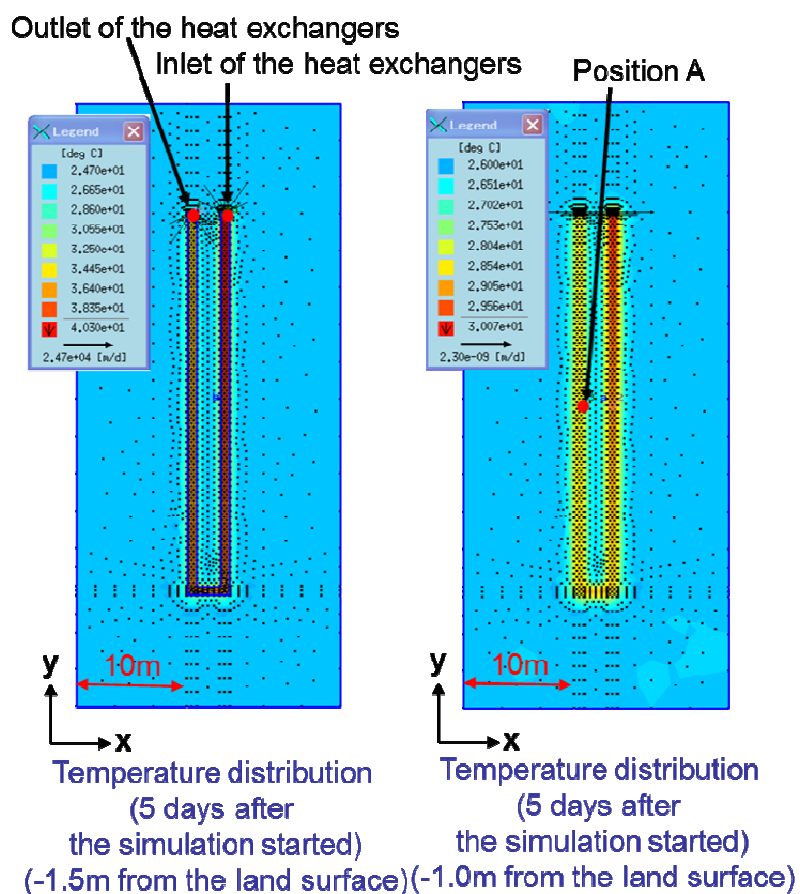 Outlet of the heat exchangers
Inlet of the heat exchangers
Position A
Legend
[deg C]
2.470e+01
2.665e+01
2.860e+01
3.055e+01
3.250e+01
3.445e+01
3.640e+01
3.835e+01
4.030e+01
2.47e+04 [m/d]
Legend
[deg C]
2.600e+01
2.651e+01
2.702e+01
2.753e+01
2.804e+01
2.854e+01
2.905e+01
2.956e+01
3.007e+01
2.30e-09 [m/d]
10m
y
x
10m
y
x
Temperature distribution
(5 days after
the simulation started)
(-1.5m from the land surface)
Temperature distribution
(5 days after
the simulation started)
(-1.0m from the land surface)